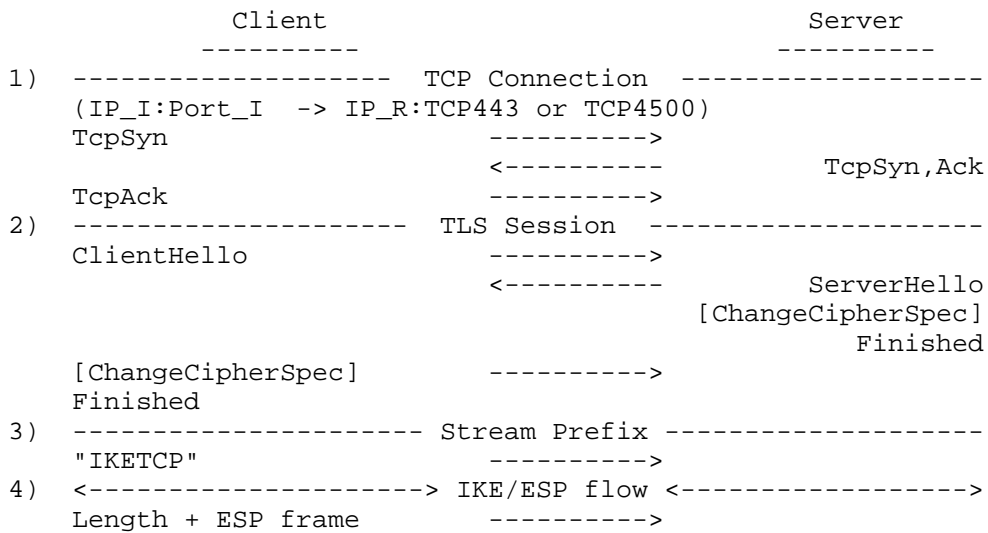 Client                              Server
          ----------                          ----------
1)  --------------------  TCP Connection  -------------------
    (IP_I:Port_I  -> IP_R:TCP443 or TCP4500)
    TcpSyn                    ---------->
                              <----------          TcpSyn,Ack
    TcpAck                    ---------->
2)  ---------------------  TLS Session  ---------------------
    ClientHello               ---------->
                              <----------         ServerHello
                                           [ChangeCipherSpec]
                                                     Finished
    [ChangeCipherSpec]        ---------->
    Finished
3)  ---------------------- Stream Prefix --------------------
    "IKETCP"                  ---------->
4)  <---------------------> IKE/ESP flow <------------------>
    Length + ESP frame        ---------->